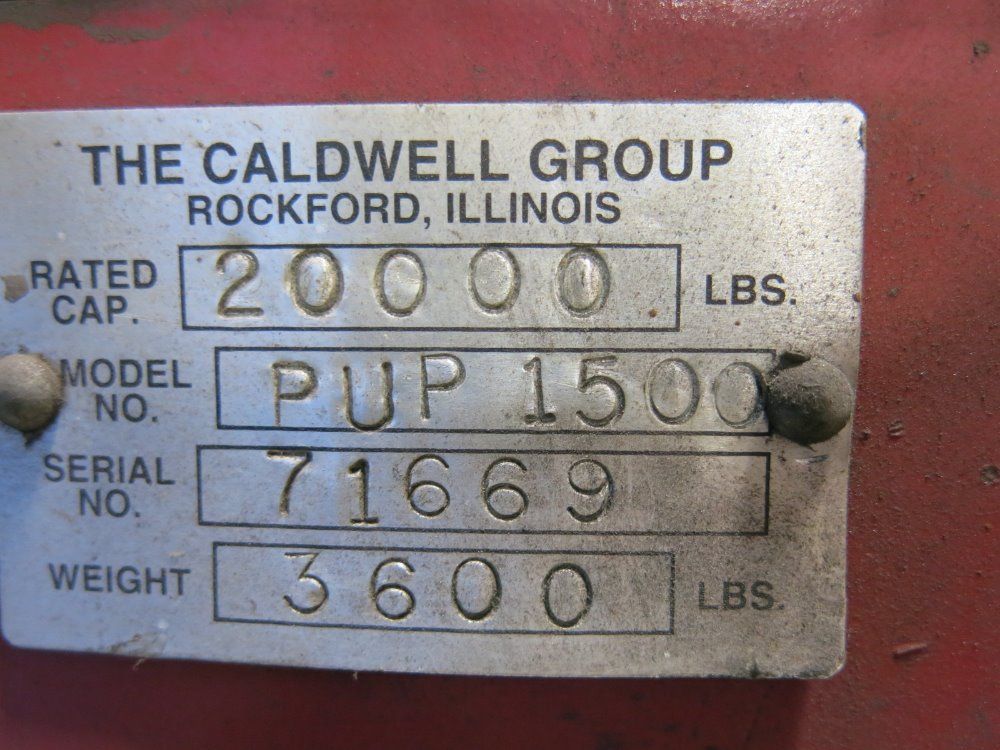 THE CALDWELL GROUP
ROCKFORD, ILLINOIS
RATED CAP. 20000 LBS.
MODEL NO. PUP 1500
SERIAL NO. 71669
WEIGHT 3600 LBS.